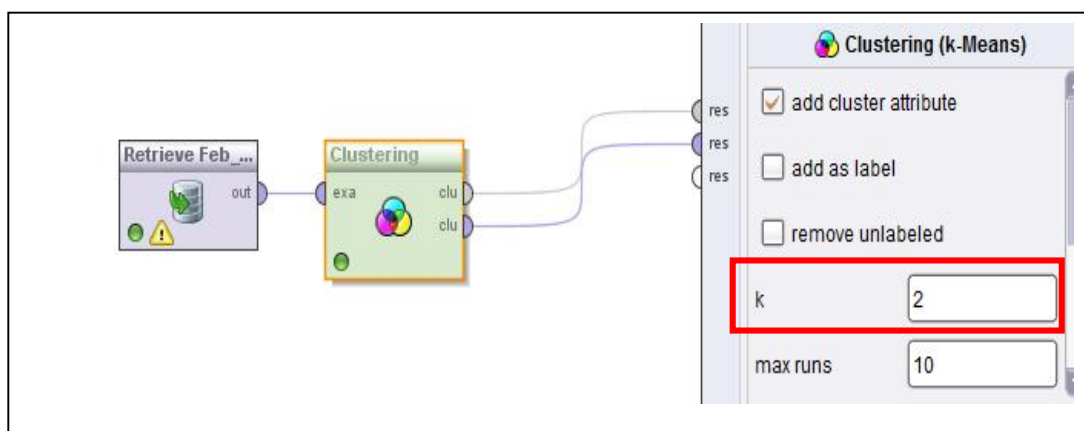 Retrieve Feb_...
out
Clustering
exa
clu
clu
res
res
res
Clustering (k-Means)
add cluster attribute
add as label
remove unlabeled
k
2
max runs
10